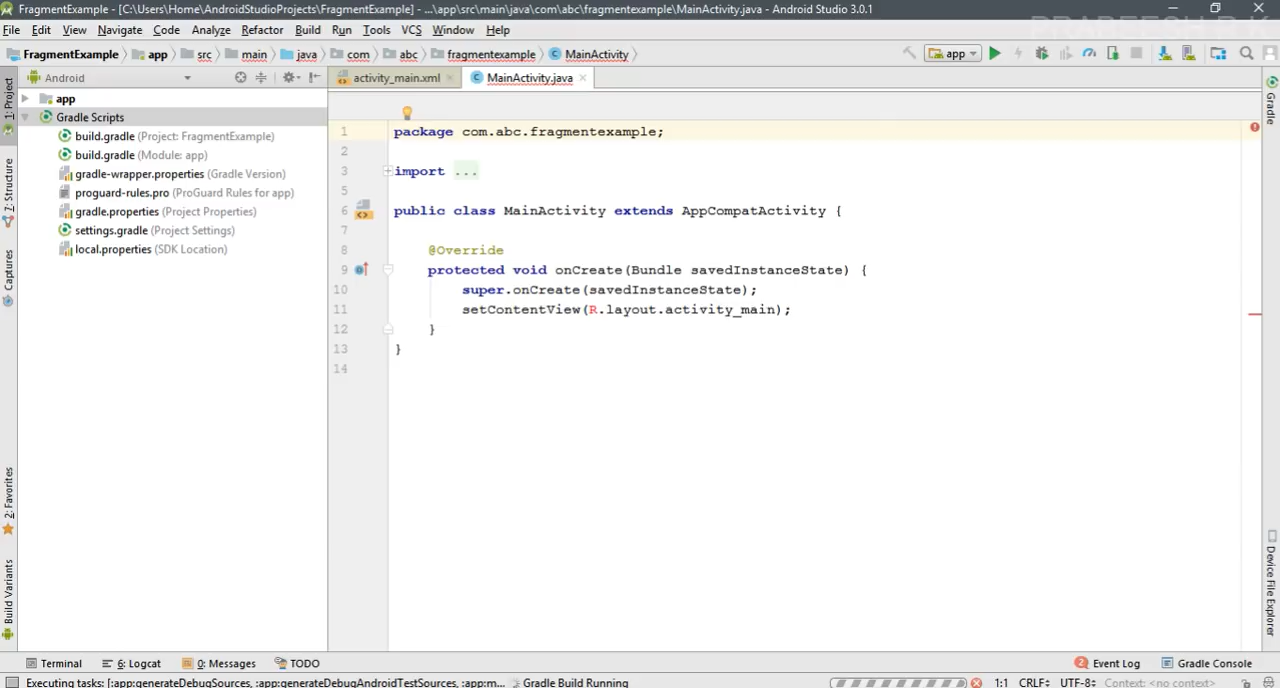 FragmentExample - [C:\Users\Home\AndroidStudioProjects\FragmentExample] - ...\app\src\main\java\com\abc\fragmentexample\MainActivity.java - Android Studio 3.0.1
PRABEESH R K
File Edit View Navigate Code Analyze Refactor Build Run Tools VCS Window Help
FragmentExample app src main java com abc fragmentexample MainActivity app
1: Project
7: Structure
Captures
2: Favorites
Build Variants
Android
app
Gradle Scripts
build.gradle (Project: FragmentExample)
build.gradle (Module: app)
gradle-wrapper.properties (Gradle Version)
proguard-rules.pro (ProGuard Rules for app)
gradle.properties (Project Properties)
settings.gradle (Project Settings)
local.properties (SDK Location)
activity_main.xml MainActivity.java
1 package com.abc.fragmentexample;
2
3 import ...
5
6 public class MainActivity extends AppCompatActivity {
7
8 @Override
9 protected void onCreate(Bundle savedInstanceState) {
10 super.onCreate(savedInstanceState);
11 setContentView(R.layout.activity_main);
12 }
13 }
14
Gradle
Device File Explorer
Terminal 6: Logcat 0: Messages TODO 2 Event Log Gradle Console
Executing tasks: [:app:generateDebugSources, :app:generateDebugAndroidTestSources, :app:m... Gradle Build Running 1:1 CRLF UTF-8 Context: <no context>